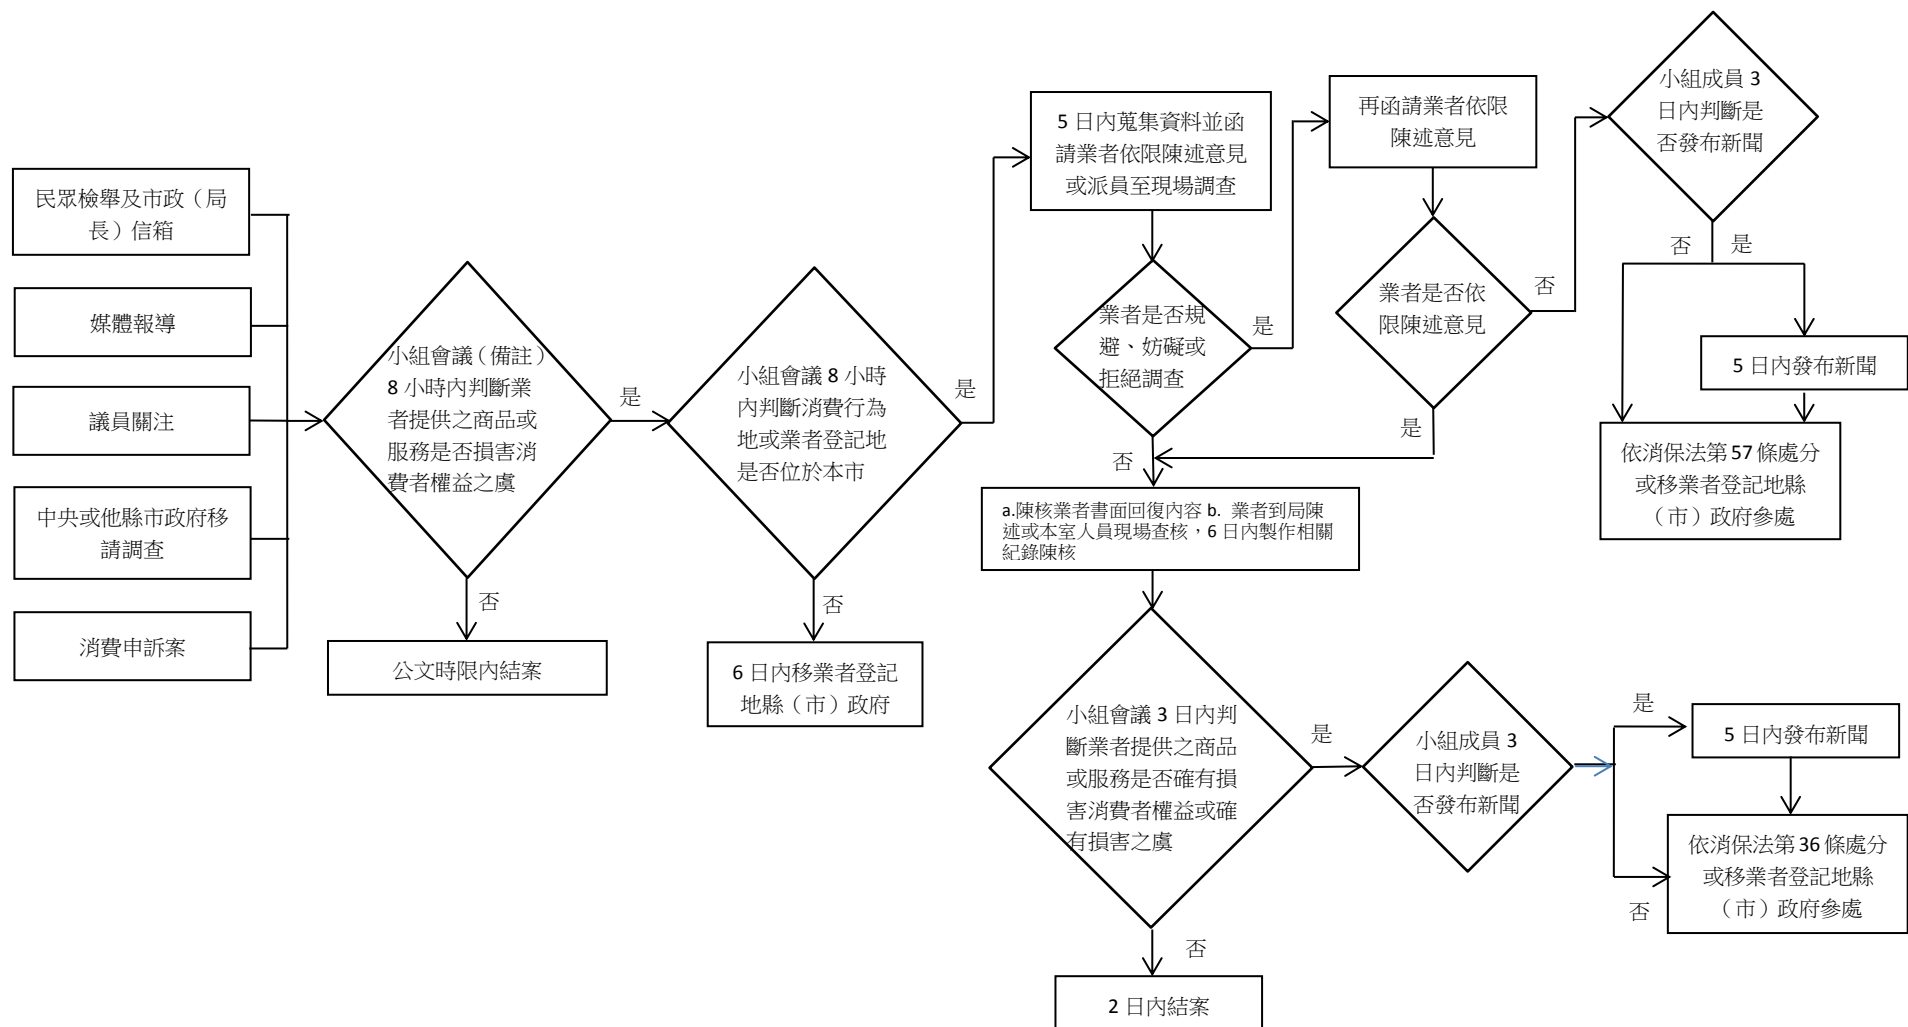 民眾檢舉及市政（局
長）信箱
媒體報導
議員關注
中央或他縣市政府移
請調查
消費申訴案
小組會議（備註）
8 小時內判斷業
者提供之商品或
服務是否損害消
費者權益之虞
是
否
公文時限內結案
小組會議 8 小時
內判斷消費行為
地或業者登記地
是否位於本市
是
否
6 日內移業者登記
地縣（市）政府
5 日內蒐集資料並函
請業者依限陳述意見
或派員至現場調查
業者是否規
避、妨礙或
拒絕調查
是
否
再函請業者依限
陳述意見
業者是否依
限陳述意見
否
是
小組成員 3
日內判斷是
否發布新聞
否
是
5 日內發布新聞
依消保法第 57 條處分
或移業者登記地縣
（市）政府參處
a.陳核業者書面回復內容 b. 業者到局陳
述或本室人員現場查核，6 日內製作相關
紀錄陳核
小組會議 3 日內判
斷業者提供之商品
或服務是否確有損
害消費者權益或確
有損害之虞
是
否
2 日內結案
小組成員 3
日內判斷是
否發布新聞
是
否
5 日內發布新聞
依消保法第 36 條處分
或移業者登記地縣
（市）政府參處